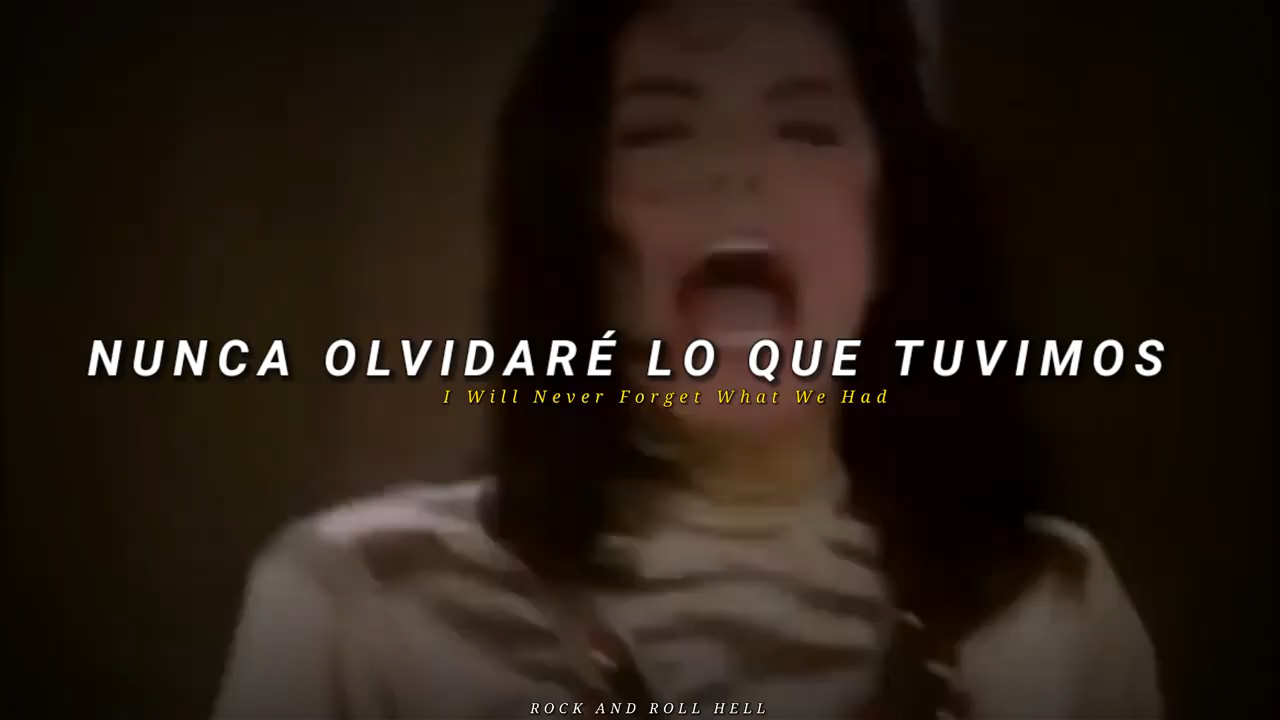 NUNCA OLVIDARÉ LO QUE TUVIMOS
I Will Never Forget What We Had
ROCK AND ROLL HELL